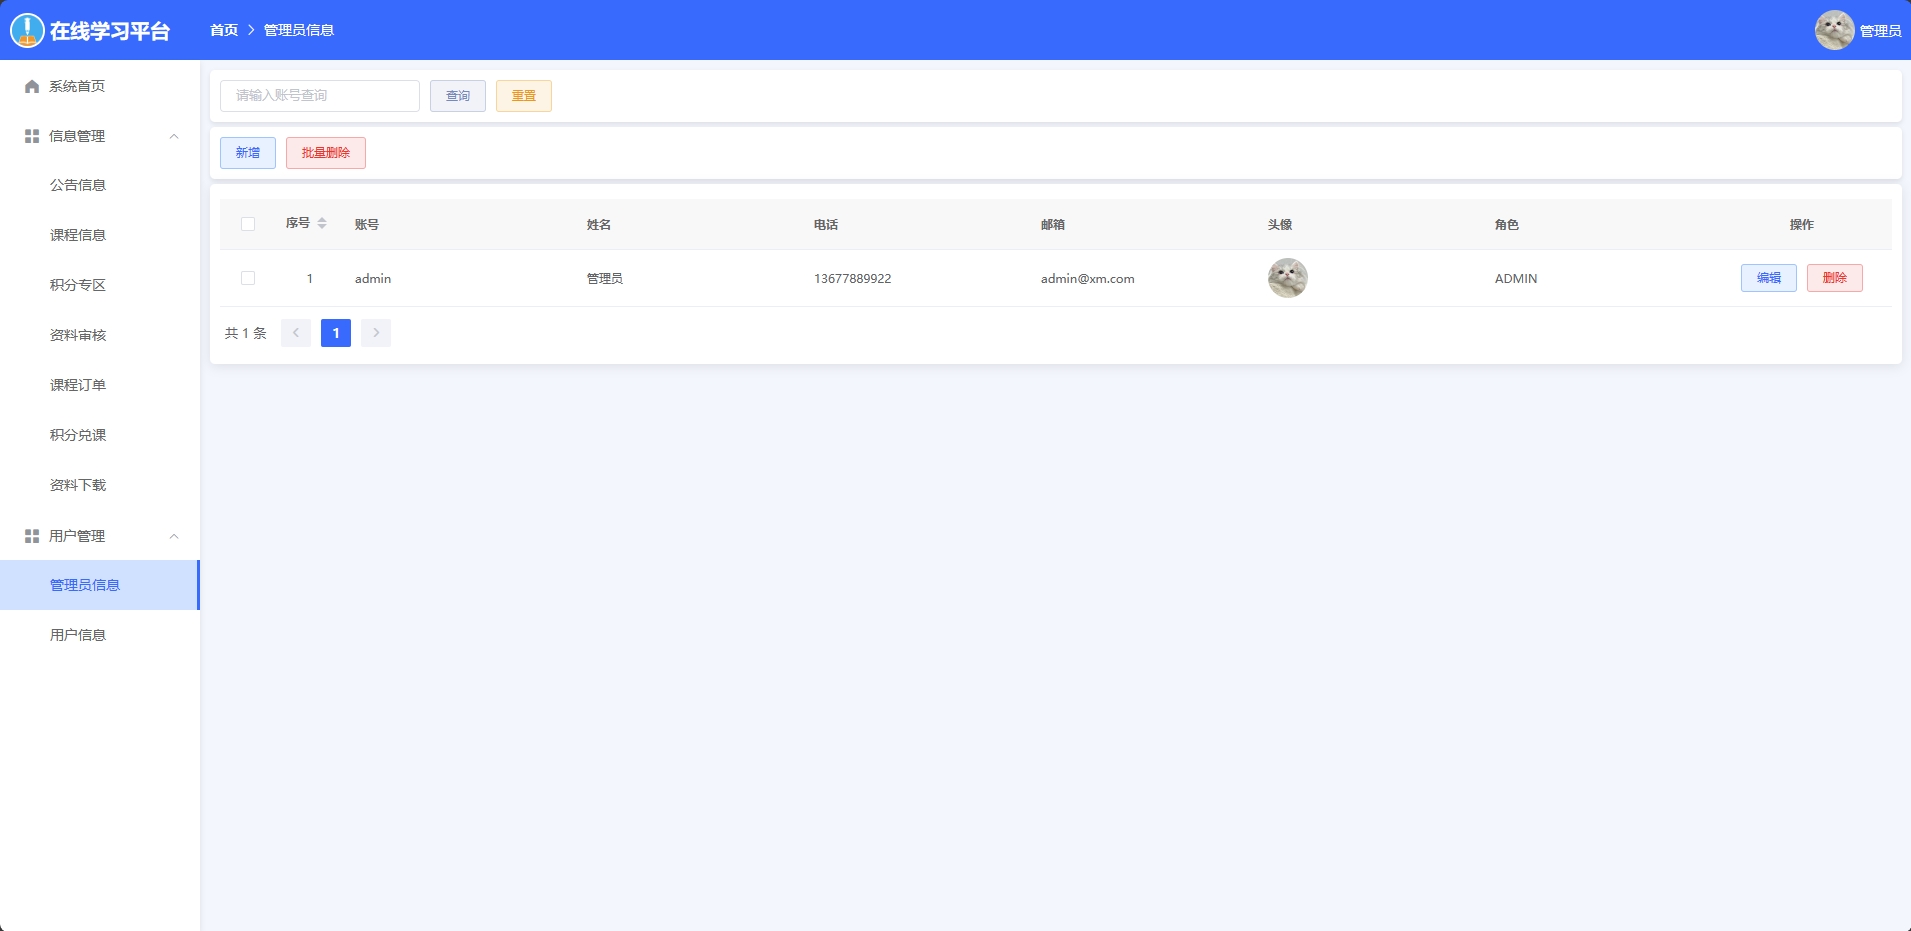 在线学习平台
首页 > 管理员信息
管理员
系统首页
信息管理
公告信息
课程信息
积分专区
资料审核
课程订单
积分兑课
资料下载
用户管理
管理员信息
用户信息
请输入账号查询 查询 重置
新增 批量删除
序号 账号 姓名 电话 邮箱 头像 角色 操作
1 admin 管理员 13677889922 admin@xm.com ADMIN 编辑 删除
共 1 条 < 1 >